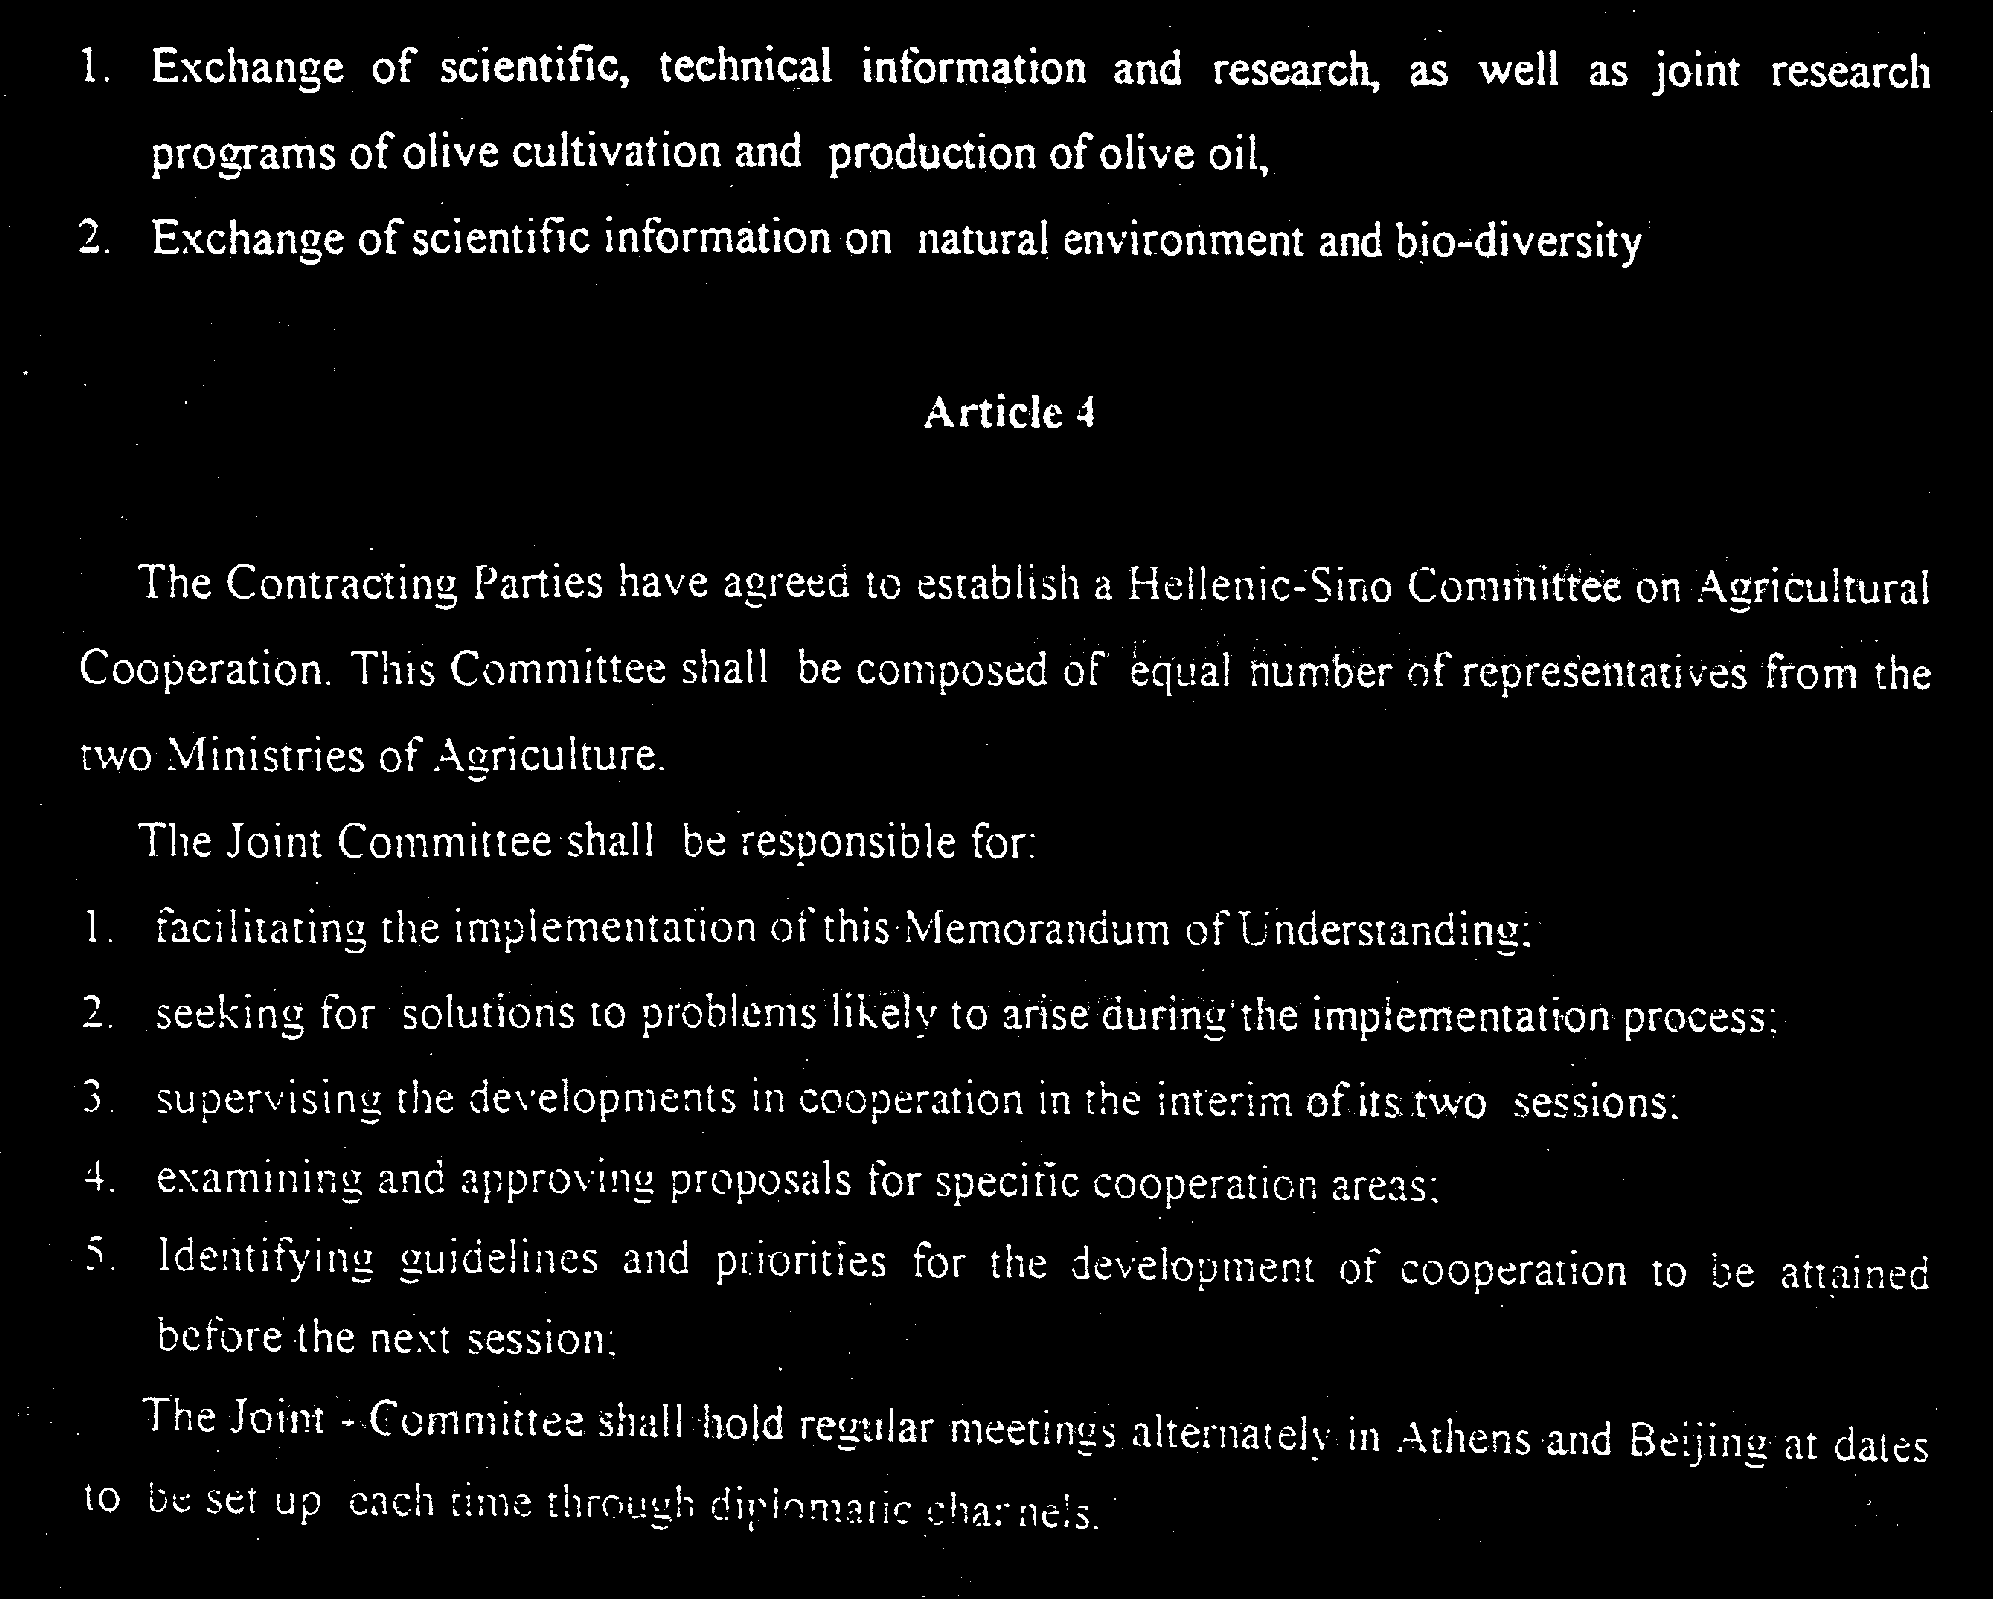 1. Exchange of scientific, technical information and research, as well as joint research
programs of olive cultivation and production of olive oil,
2. Exchange of scientific information on natural environment and bio-diversity
Article 4
The Contracting Parties have agreed to establish a Hellenic-Sino Committee on Agricultural
Cooperation. This Committee shall be composed of equal number of representatives from the
two Ministries of Agriculture.
The Joint Committee shall be responsible for:
1. facilitating the implementation of this Memorandum of Understanding;
2. seeking for solutions to problems likely to arise during the implementation process;
3. supervising the developments in cooperation in the interim of its two sessions;
4. examining and approving proposals for specific cooperation areas;
5. Identifying guidelines and priorities for the development of cooperation to be attained
before the next session;
The Joint - Committee shall hold regular meetings alternately in Athens and Beijing at dates
to be set up each time through diplomatic channels.